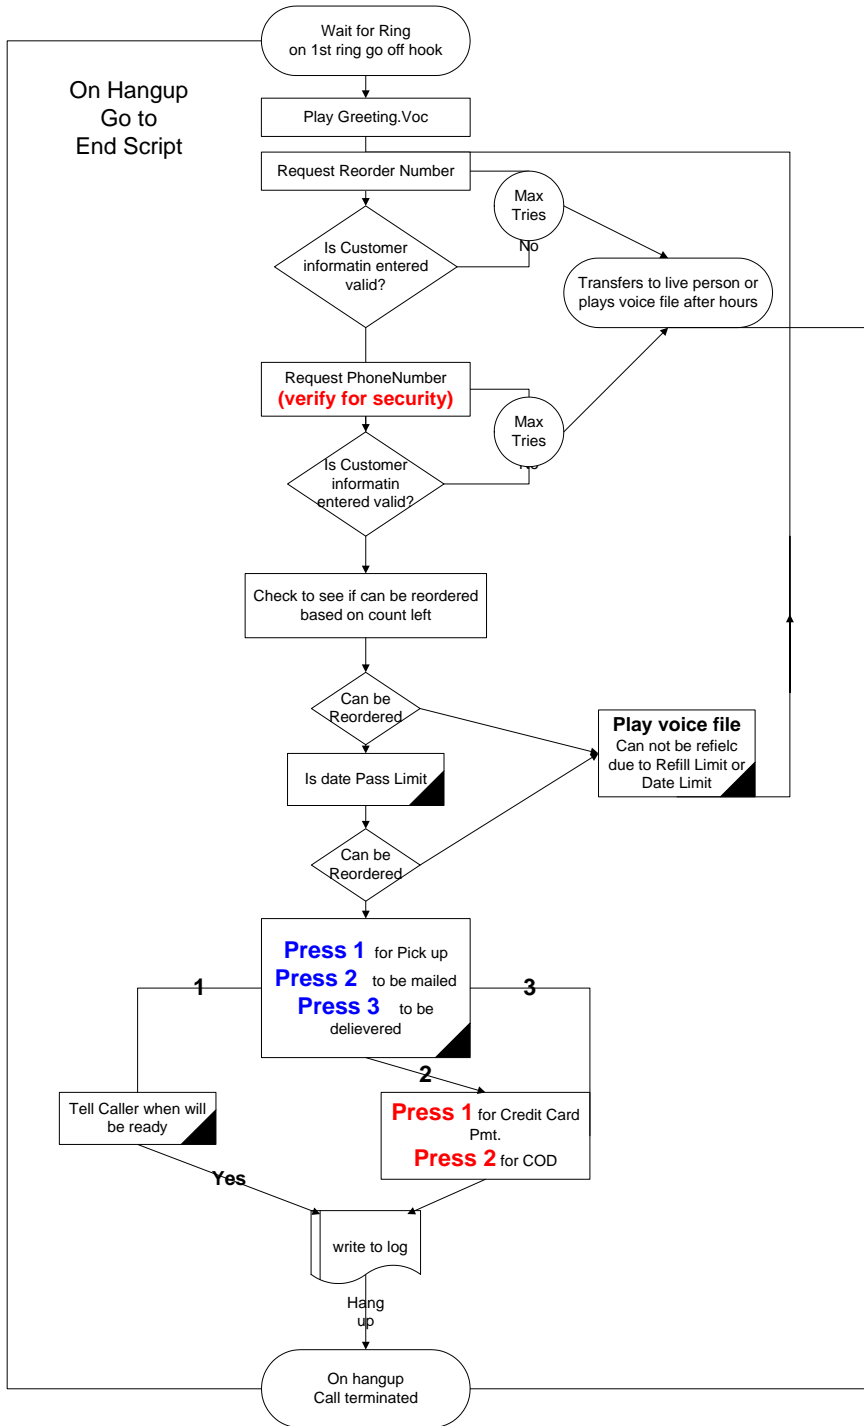 Wait for Ring
on 1st ring go off hook
On Hangup
Go to
End Script
Play Greeting.Voc
Request Reorder Number
Max
Tries
No
Is Customer
informatin entered
valid?
Transfers to live person or
plays voice file after hours
Request PhoneNumber
(verify for security)
Max
Tries
Is Customer
informatin
entered valid?
Check to see if can be reordered
based on count left
Can be
Reordered
Play voice file
Can not be refielc
due to Refill Limit or
Date Limit
Is date Pass Limit
Can be
Reordered
Press 1 for Pick up
Press 2 to be mailed
Press 3 to be
delievered
1
3
2
Tell Caller when will
be ready
Press 1 for Credit Card
Pmt.
Press 2 for COD
Yes
write to log
Hang
up
On hangup
Call terminated